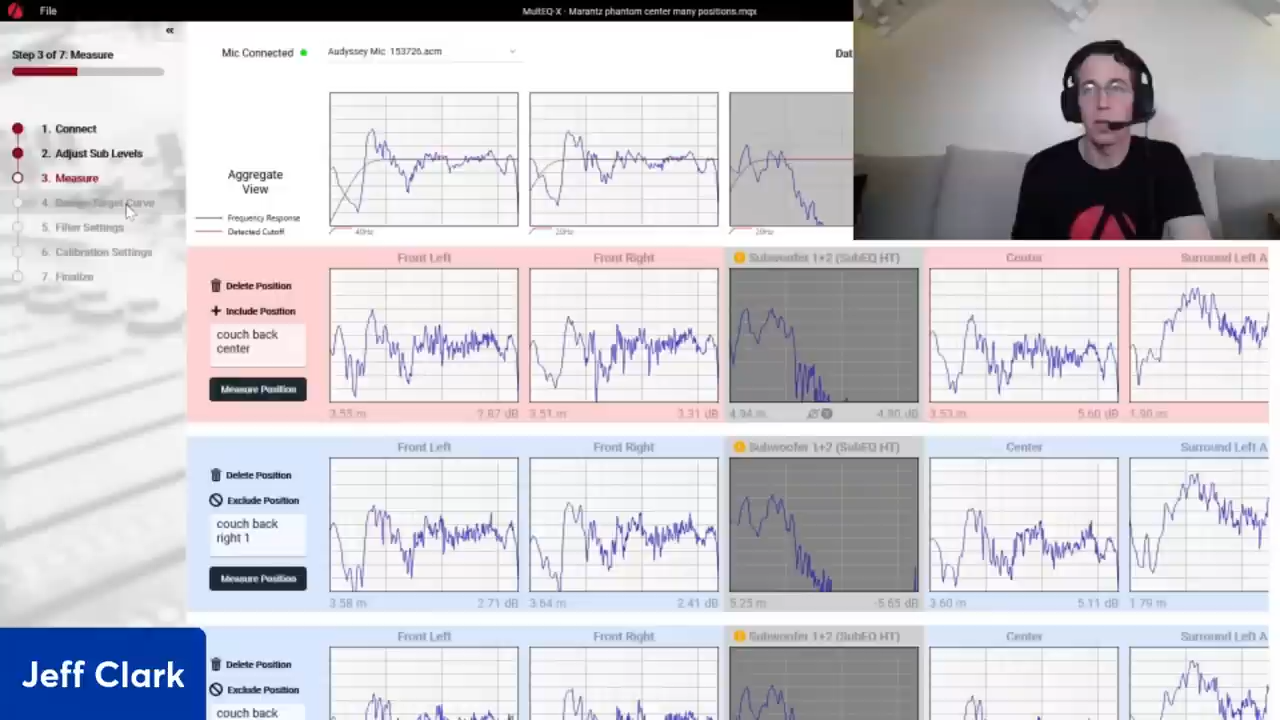 File
MultEQ-X - Marantz phantom center many positions.mqx
«
Step 3 of 7: Measure
Mic Connected
Audyssey Mic 153726.acm
Dat
1. Connect
2. Adjust Sub Levels
3. Measure
4. Design Target Curve
5. Filter Settings
6. Calibration Settings
7. Finalize
Aggregate
View
Frequency Response
Detected Cutoff
40Hz
20Hz
20Hz
Front Left
Front Right
Subwoofer 1+2 (SubEQ HT)
Center
Surround Left A
Delete Position
Include Position
couch back
center
Measure Position
3.55 m
2.87 dB
3.51 m
3.31 dB
4.94 m
4.80 dB
3.53 m
5.60 dB
1.90 m
Front Left
Front Right
Subwoofer 1+2 (SubEQ HT)
Center
Surround Left A
Delete Position
Exclude Position
couch back
right 1
Measure Position
3.58 m
2.71 dB
3.64 m
2.41 dB
5.25 m
-5.65 dB
3.60 m
5.11 dB
1.79 m
Front Left
Front Right
Subwoofer 1+2 (SubEQ HT)
Center
Surround Left A
Delete Position
Exclude Position
couch back
Jeff Clark